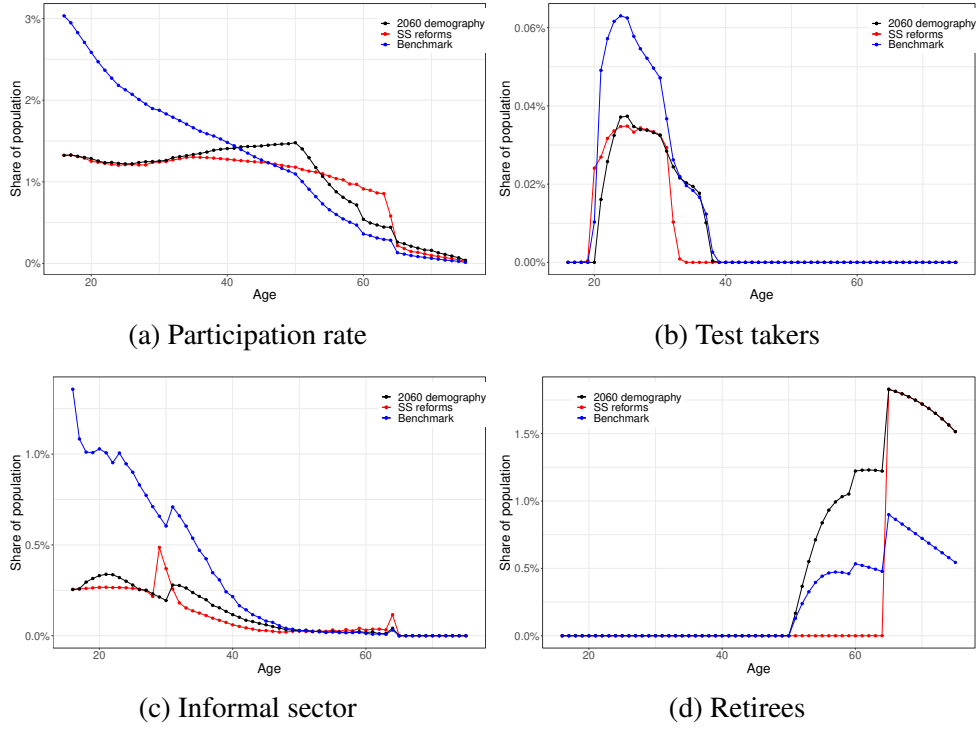 3%
2%
1%
0%
Share of population
20
40
60
Age
2060 demography
SS reforms
Benchmark
(a) Participation rate
0.06%
0.04%
0.02%
0.00%
Share of population
20
40
60
Age
2060 demography
SS reforms
Benchmark
(b) Test takers
1.0%
0.5%
0.0%
Share of population
20
40
60
Age
2060 demography
SS reforms
Benchmark
(c) Informal sector
1.5%
1.0%
0.5%
0.0%
Share of population
20
40
60
Age
2060 demography
SS reforms
Benchmark
(d) Retirees